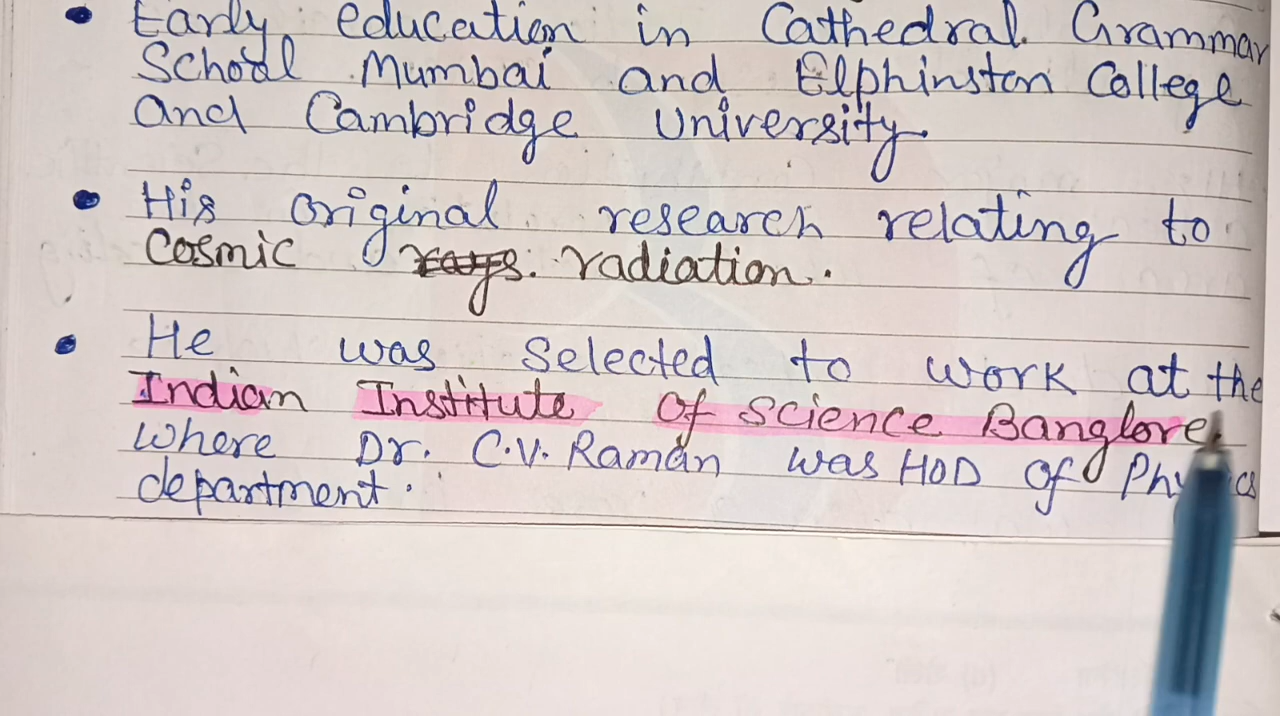 • Early education in Cathedral Grammar
School Mumbai and Elphinston College
and Cambridge University.
• His original research relating to
Cosmic rays. radiation.
• He was selected to work at the
Indian Institute Of Science Banglore.
where Dr. C.V. Raman was HOD Of
department.